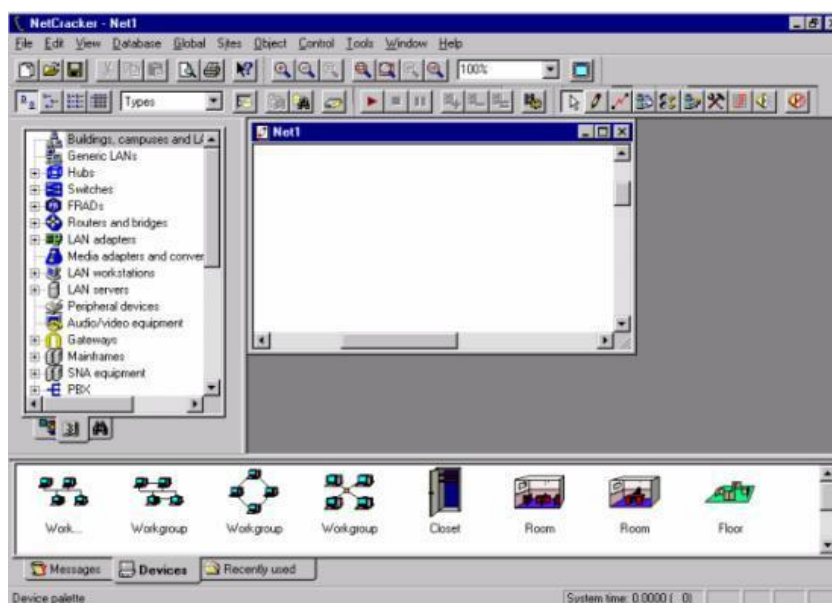 NetCracker - Net1
File Edit View Database Global Sites Object Control Tools Window Help
100%
Types
Buildings, campuses and LA
Generic LANs
Hubs
Switches
FRADs
Routers and bridges
LAN adapters
Media adapters and conver
LAN workstations
LAN servers
Peripheral devices
Audio/video equipment
Gateways
Mainframes
SNA equipment
PBX
Net1
Work... Workgroup Workgroup Workgroup Closet Room Room Floor
Messages Devices Recently used
Device palette System time: 0.0000 ( 0)